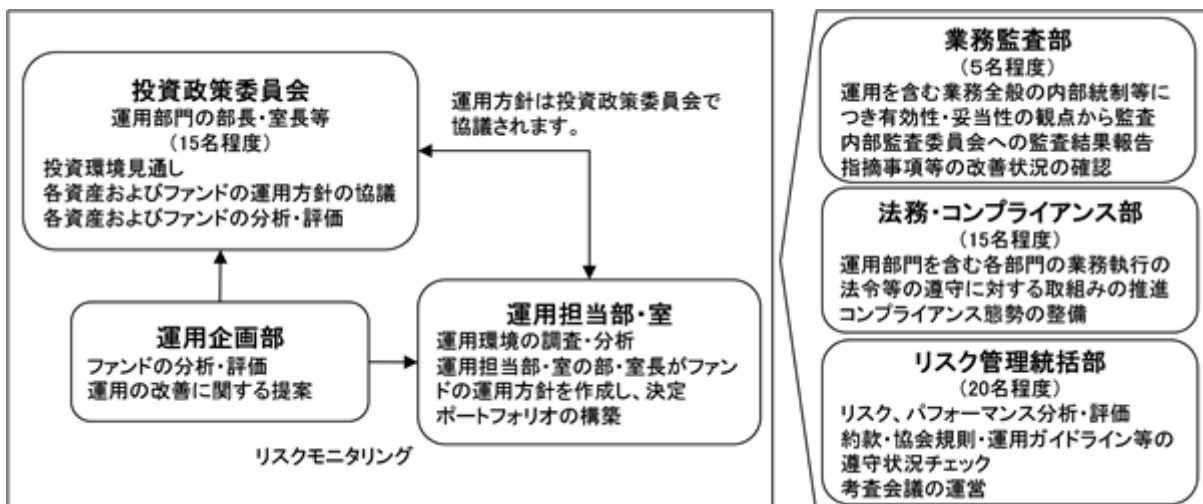 投資政策委員会
運用部門の部長・室長等
(15名程度)
投資環境見通し
各資産およびファンドの運用方針の協議
各資産およびファンドの分析・評価
運用方針は投資政策委員会で
協議されます。
運用企画部
ファンドの分析・評価
運用の改善に関する提案
運用担当部・室
運用環境の調査・分析
運用担当部・室の部・室長がファン
ドの運用方針を作成し、決定
ポートフォリオの構築
リスクモニタリング
業務監査部
(5名程度)
運用を含む業務全般の内部統制等に
つき有効性・妥当性の観点から監査
内部監査委員会への監査結果報告
指摘事項等の改善状況の確認
法務・コンプライアンス部
(15名程度)
運用部門を含む各部門の業務執行の
法令等の遵守に対する取組みの推進
コンプライアンス態勢の整備
リスク管理統括部
(20名程度)
リスク、パフォーマンス分析・評価
約款・協会規則・運用ガイドライン等の
遵守状況チェック
考査会議の運営